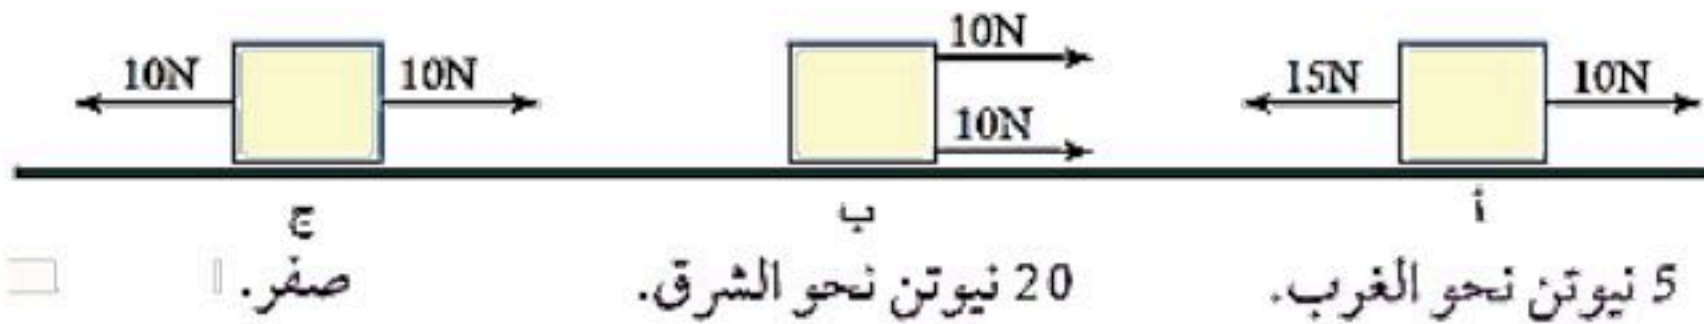 10N 15N
10N
10N
10N 10N
أ ب ج
5 نيوتن نحو الغرب. 20 نيوتن نحو الشرق. صفر.